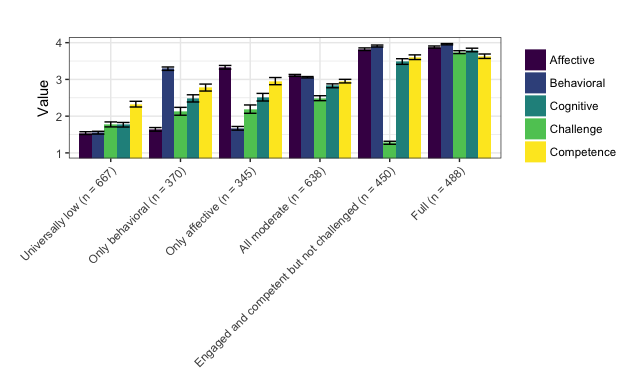 Value
4
3
2
1
Universally low (n = 667)
Only behavioral (n = 370)
Only affective (n = 345)
All moderate (n = 638)
Engaged and competent but not challenged (n = 450)
Full (n = 488)
Affective
Behavioral
Cognitive
Challenge
Competence